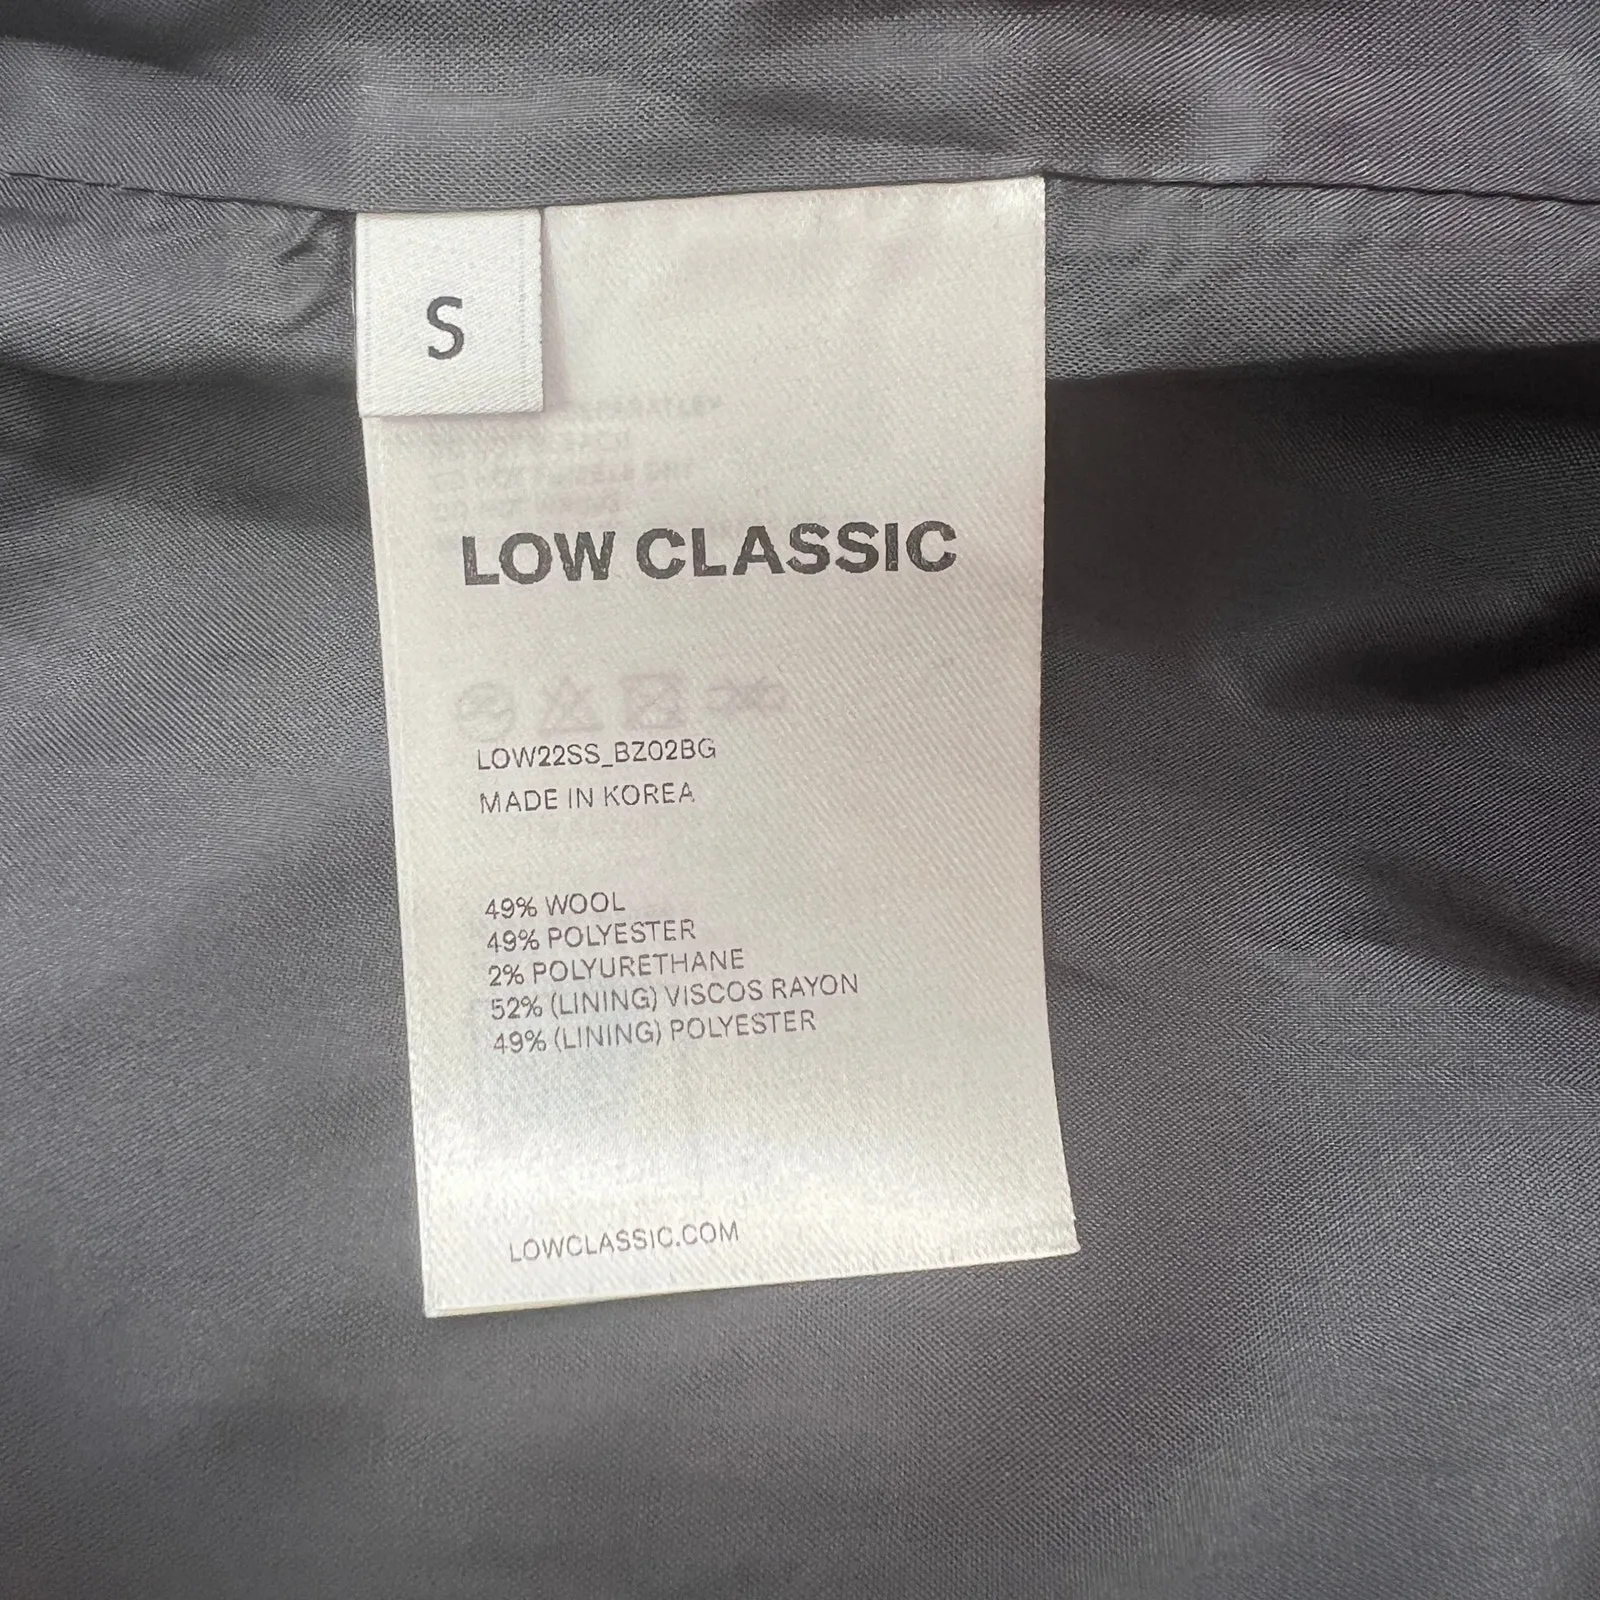 S
LOW CLASSIC
LOW22SS_BZ02BG
MADE IN KOREA
49% WOOL
49% POLYESTER
2% POLYURETHANE
52% (LINING) VISCOS RAYON
49% (LINING) POLYESTER
LOWCLASSIC.COM